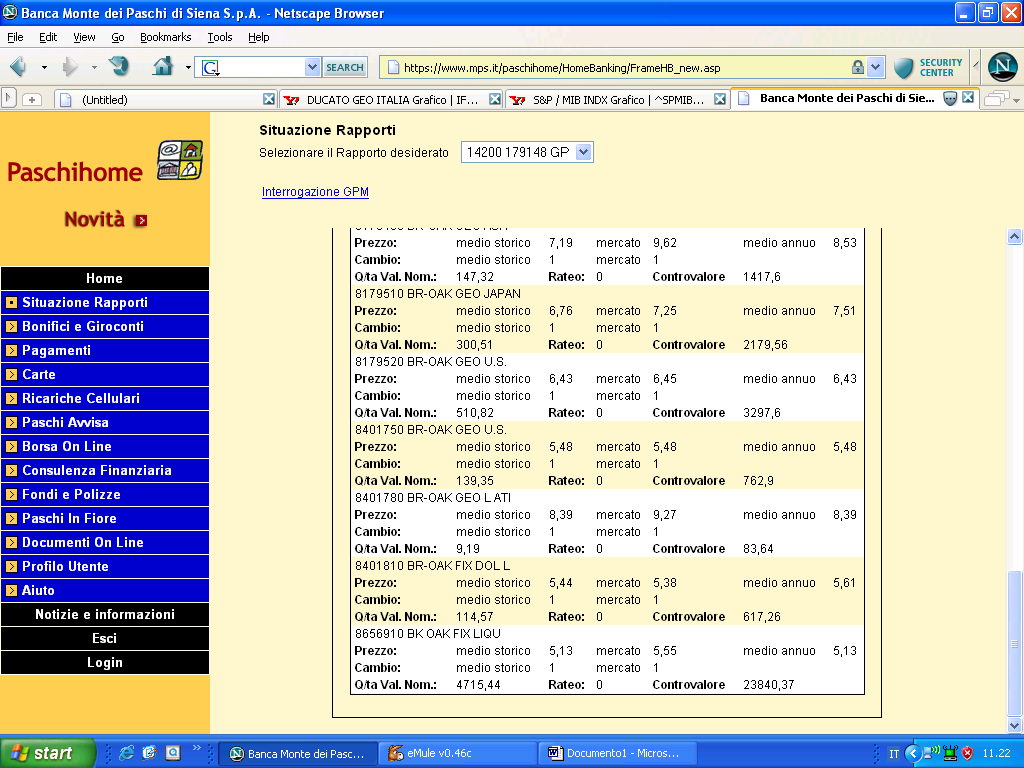 Banca Monte dei Paschi di Siena S.p.A. - Netscape Browser
File Edit View Go Bookmarks Tools Help
SEARCH https://www.mps.it/paschihome/HomeBanking/FrameHB_new.asp SECURITY CENTER
(Untitled) DUCATO GEO ITALIA Grafico | IF... S&P / MIB INDX Grafico | ^SPMIB... Banca Monte dei Paschi di Sie...
Paschihome
Novità
Home
Situazione Rapporti
Bonifici e Giroconti
Pagamenti
Carte
Ricariche Cellulari
Paschi Avvisa
Borsa On Line
Consulenza Finanziaria
Fondi e Polizze
Paschi In Fiore
Documenti On Line
Profilo Utente
Aiuto
Notizie e informazioni
Esci
Login
Situazione Rapporti
Selezionare il Rapporto desiderato 14200 179148 GP
Interrogazione GPM
Prezzo: medio storico 7,19 mercato 9,62 medio annuo 8,53
Cambio: medio storico 1 mercato 1
Q/ta Val. Nom.: 147,32 Rateo: 0 Controvalore 1417,6
8179510 BR-OAK GEO JAPAN
Prezzo: medio storico 6,76 mercato 7,25 medio annuo 7,51
Cambio: medio storico 1 mercato 1
Q/ta Val. Nom.: 300,51 Rateo: 0 Controvalore 2179,56
8179520 BR-OAK GEO U.S.
Prezzo: medio storico 6,43 mercato 6,45 medio annuo 6,43
Cambio: medio storico 1 mercato 1
Q/ta Val. Nom.: 510,82 Rateo: 0 Controvalore 3297,6
8401750 BR-OAK GEO U.S.
Prezzo: medio storico 5,48 mercato 5,48 medio annuo 5,48
Cambio: medio storico 1 mercato 1
Q/ta Val. Nom.: 139,35 Rateo: 0 Controvalore 762,9
8401780 BR-OAK GEO L ATI
Prezzo: medio storico 8,39 mercato 9,27 medio annuo 8,39
Cambio: medio storico 1 mercato 1
Q/ta Val. Nom.: 9,19 Rateo: 0 Controvalore 83,64
8401810 BR-OAK FIX DOL L
Prezzo: medio storico 5,44 mercato 5,38 medio annuo 5,61
Cambio: medio storico 1 mercato 1
Q/ta Val. Nom.: 114,57 Rateo: 0 Controvalore 617,26
8656910 BK OAK FIX LIQU
Prezzo: medio storico 5,13 mercato 5,55 medio annuo 5,13
Cambio: medio storico 1 mercato 1
Q/ta Val. Nom.: 4715,44 Rateo: 0 Controvalore 23840,37
start Banca Monte dei Pasc... eMule v0.46c Documento1 - Micros... IT 11.22